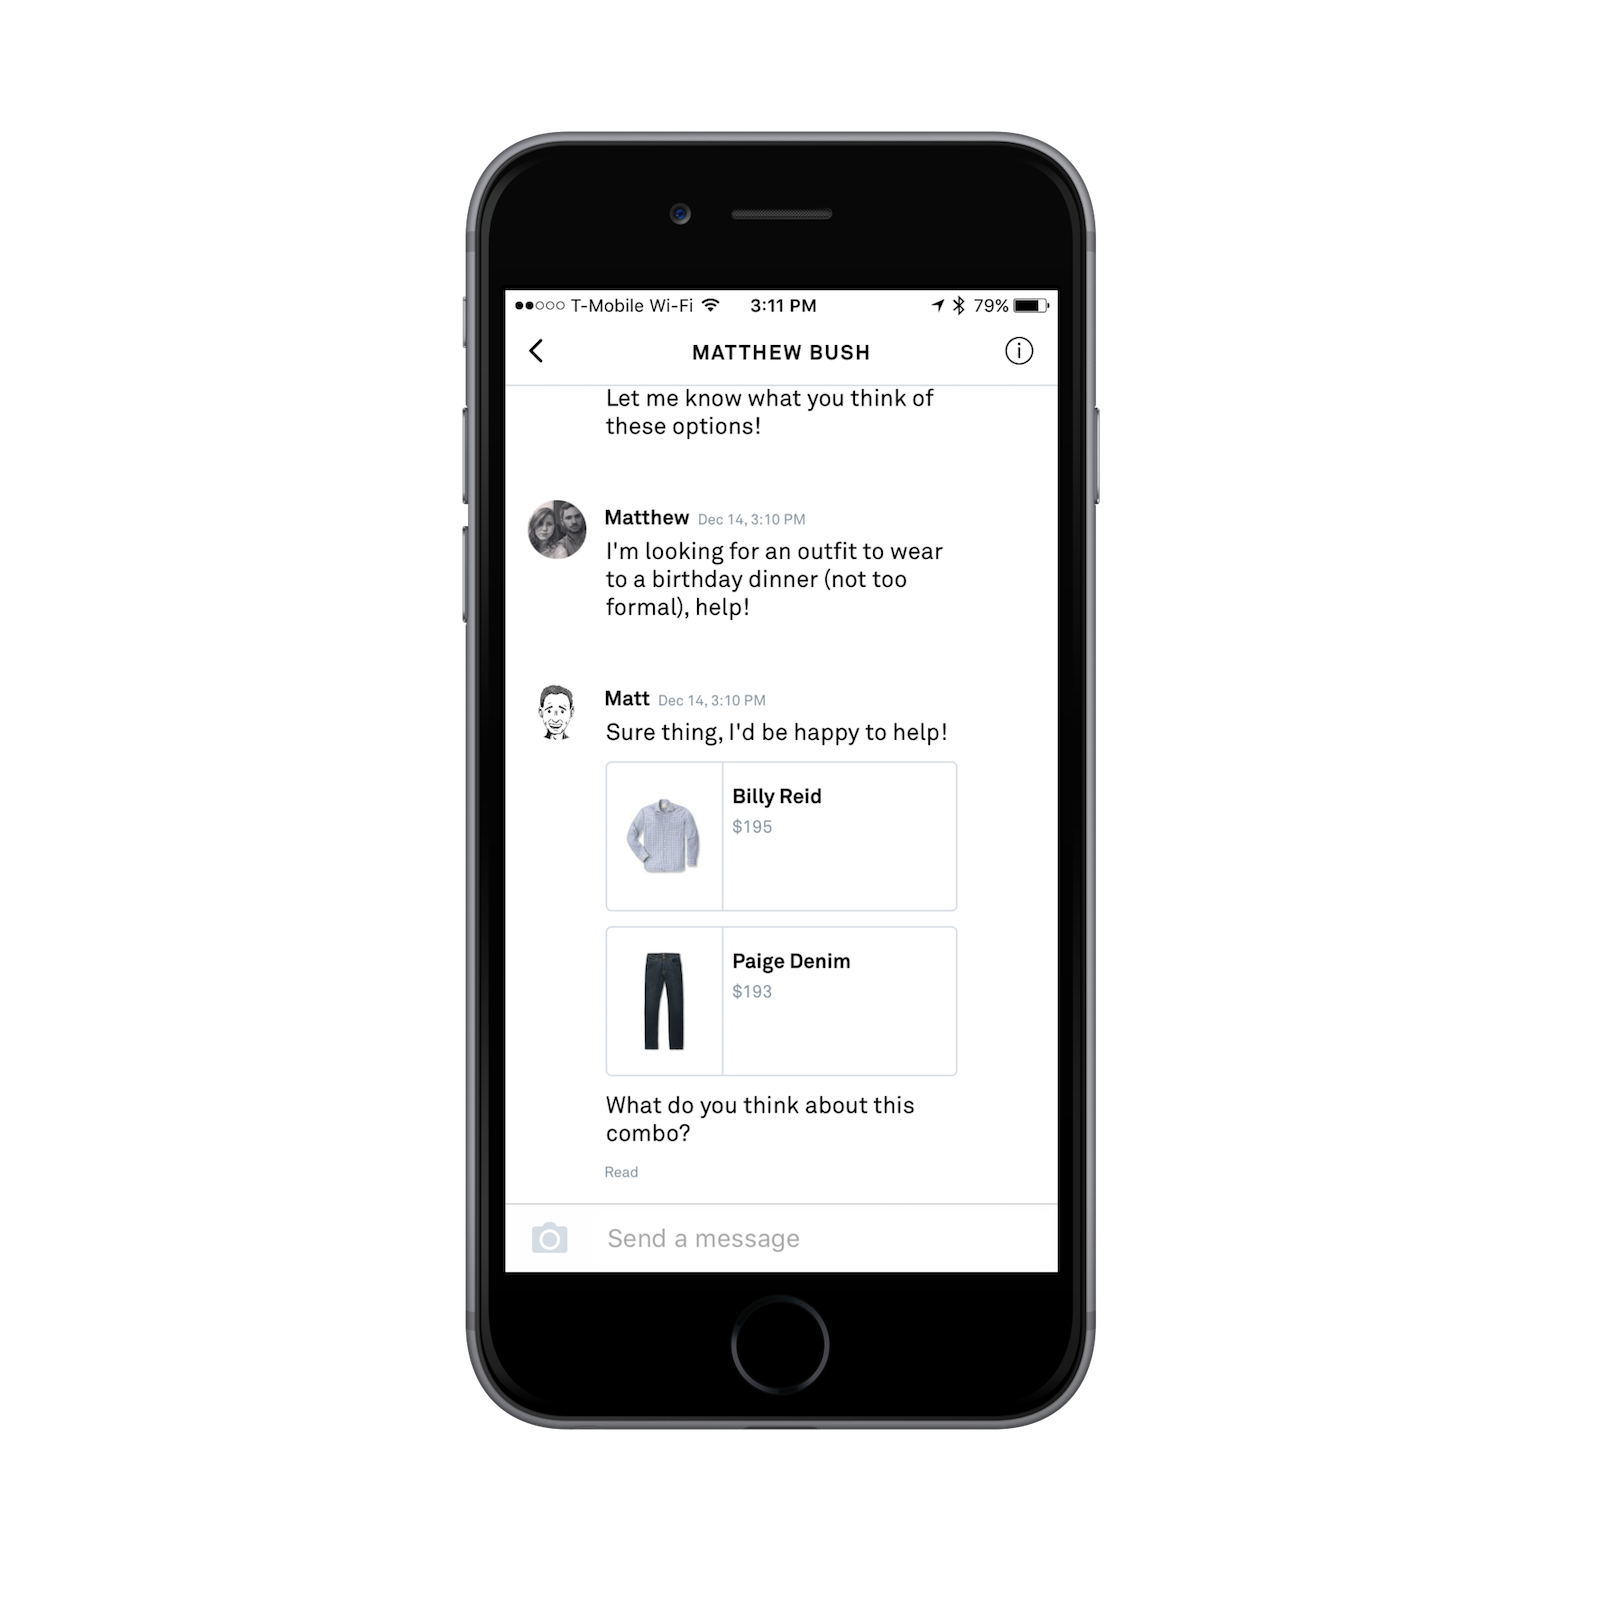 T-Mobile Wi-Fi 3:11 PM 79%
MATTHEW BUSH
Let me know what you think of
these options!
Matthew Dec 14, 3:10 PM
I'm looking for an outfit to wear
to a birthday dinner (not too
formal), help!
Matt Dec 14, 3:10 PM
Sure thing, I'd be happy to help!
Billy Reid
$195
Paige Denim
$193
What do you think about this
combo?
Read
Send a message